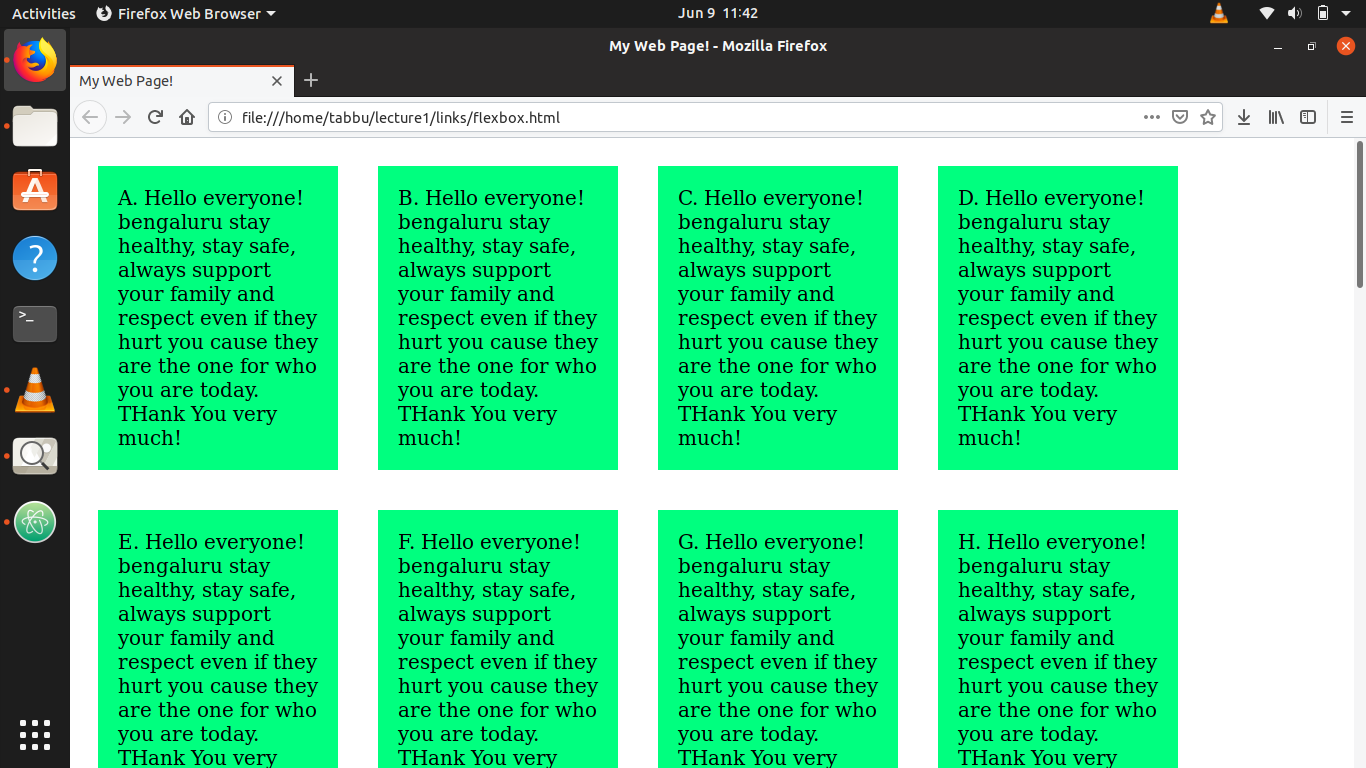 Activities Firefox Web Browser Jun 9 11:42
My Web Page! - Mozilla Firefox
My Web Page!
file:///home/tabbu/lecture1/links/flexbox.html
A. Hello everyone!
bengaluru stay
healthy, stay safe,
always support
your family and
respect even if they
hurt you cause they
are the one for who
you are today.
THank You very
much!
B. Hello everyone!
bengaluru stay
healthy, stay safe,
always support
your family and
respect even if they
hurt you cause they
are the one for who
you are today.
THank You very
much!
C. Hello everyone!
bengaluru stay
healthy, stay safe,
always support
your family and
respect even if they
hurt you cause they
are the one for who
you are today.
THank You very
much!
D. Hello everyone!
bengaluru stay
healthy, stay safe,
always support
your family and
respect even if they
hurt you cause they
are the one for who
you are today.
THank You very
much!
E. Hello everyone!
bengaluru stay
healthy, stay safe,
always support
your family and
respect even if they
hurt you cause they
are the one for who
you are today.
THank You very
F. Hello everyone!
bengaluru stay
healthy, stay safe,
always support
your family and
respect even if they
hurt you cause they
are the one for who
you are today.
THank You very
G. Hello everyone!
bengaluru stay
healthy, stay safe,
always support
your family and
respect even if they
hurt you cause they
are the one for who
you are today.
THank You very
H. Hello everyone!
bengaluru stay
healthy, stay safe,
always support
your family and
respect even if they
hurt you cause they
are the one for who
you are today.
THank You very